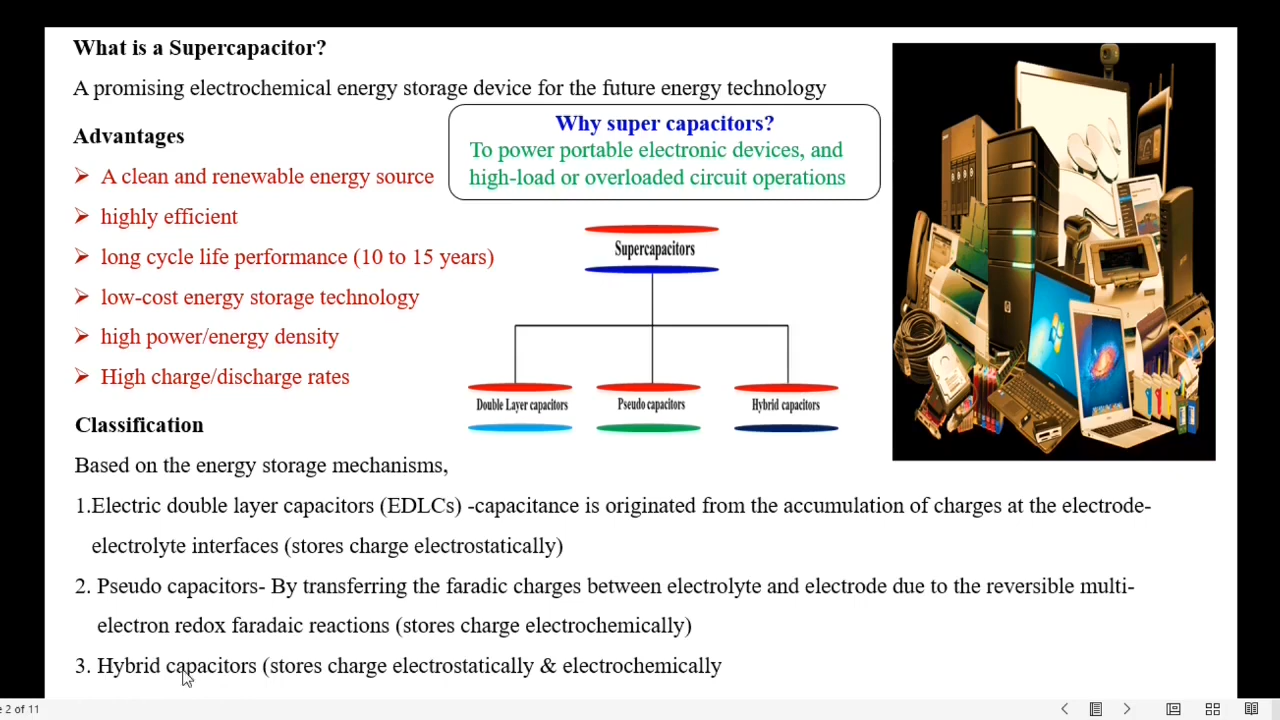 What is a Supercapacitor?
A promising electrochemical energy storage device for the future energy technology
Advantages
Why super capacitors?
To power portable electronic devices, and
high-load or overloaded circuit operations
➢ A clean and renewable energy source
➢ highly efficient
➢ long cycle life performance (10 to 15 years)
➢ low-cost energy storage technology
➢ high power/energy density
➢ High charge/discharge rates
Supercapacitors
Double Layer capacitors
Pseudo capacitors
Hybrid capacitors
Classification
Based on the energy storage mechanisms,
1.Electric double layer capacitors (EDLCs) -capacitance is originated from the accumulation of charges at the electrode-
electrolyte interfaces (stores charge electrostatically)
2. Pseudo capacitors- By transferring the faradic charges between electrolyte and electrode due to the reversible multi-
electron redox faradaic reactions (stores charge electrochemically)
3. Hybrid capacitors (stores charge electrostatically & electrochemically
e 2 of 11